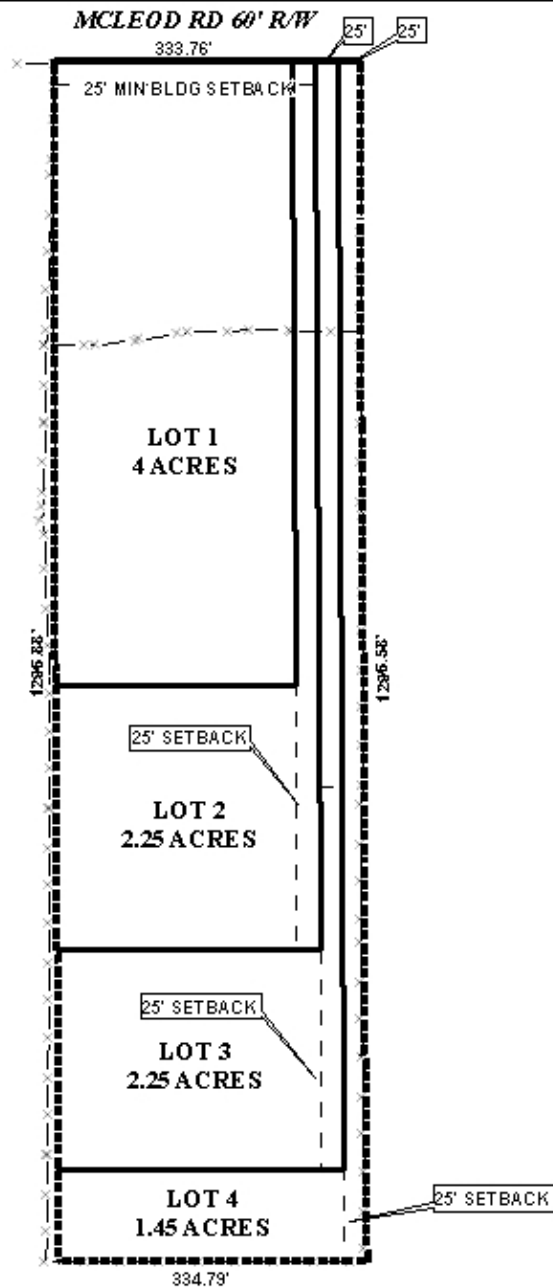 MCLEOD RD 60' R/W
25'
25'
333.76'
25' MIN BLDG SETBACK
LOT 1
4 ACRES
1296.88'
1296.58'
25' SETBACK
LOT 2
2.25 ACRES
25' SETBACK
LOT 3
2.25 ACRES
LOT 4
1.45 ACRES
25' SETBACK
334.79'